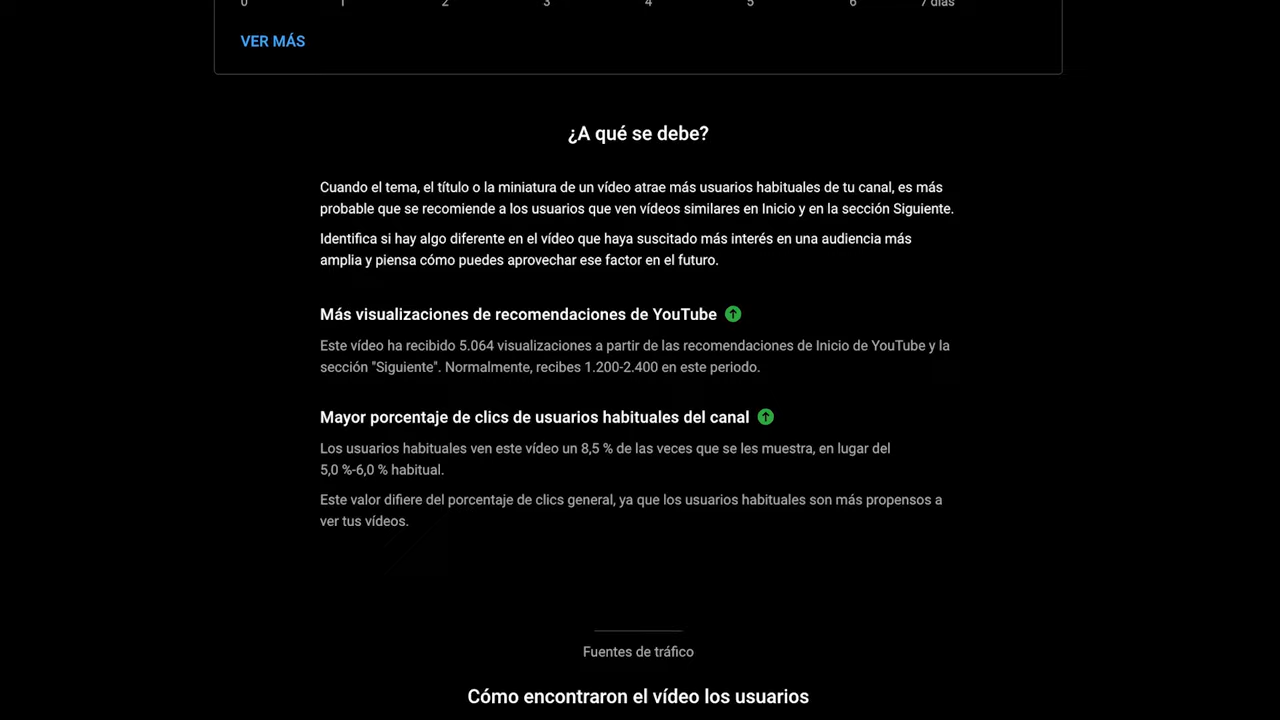 0 1 2 3 4 5 6 7 días
VER MÁS
¿A qué se debe?
Cuando el tema, el título o la miniatura de un vídeo atrae más usuarios habituales de tu canal, es más
probable que se recomiende a los usuarios que ven vídeos similares en Inicio y en la sección Siguiente.
Identifica si hay algo diferente en el vídeo que haya suscitado más interés en una audiencia más
amplia y piensa cómo puedes aprovechar ese factor en el futuro.
Más visualizaciones de recomendaciones de YouTube
Este vídeo ha recibido 5.064 visualizaciones a partir de las recomendaciones de Inicio de YouTube y la
sección "Siguiente". Normalmente, recibes 1.200-2.400 en este periodo.
Mayor porcentaje de clics de usuarios habituales del canal
Los usuarios habituales ven este vídeo un 8,5 % de las veces que se les muestra, en lugar del
5,0 %-6,0 % habitual.
Este valor difiere del porcentaje de clics general, ya que los usuarios habituales son más propensos a
ver tus vídeos.
Fuentes de tráfico
Cómo encontraron el vídeo los usuarios